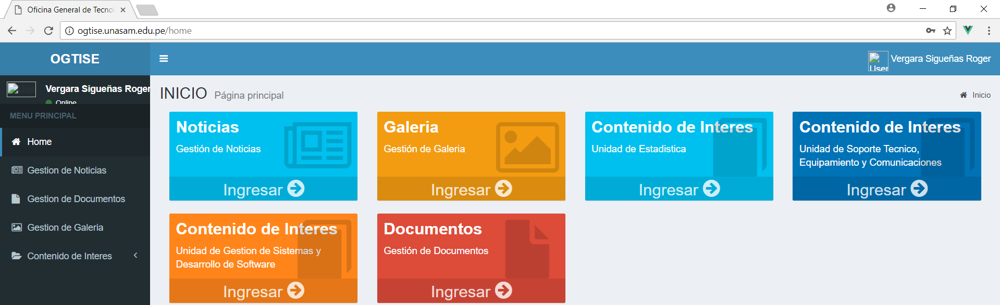 Oficina General de Tecnol
ogtise.unasam.edu.pe/home
OGTISE
User
Vergara Sigueñas Roger
Use
Vergara Sigueñas Roger
Online
INICIO Página principal
Inicio
MENU PRINCIPAL
Home
Gestion de Noticias
Gestion de Documentos
Gestion de Galeria
Contenido de Interes
Noticias
Gestión de Noticias
Ingresar
Galeria
Gestión de Galeria
Ingresar
Contenido de Interes
Unidad de Estadistica
Ingresar
Contenido de Interes
Unidad de Soporte Tecnico,
Equipamiento y Comunicaciones
Ingresar
Contenido de Interes
Unidad de Gestion de Sistemas y
Desarrollo de Software
Ingresar
Documentos
Gestión de Documentos
Ingresar